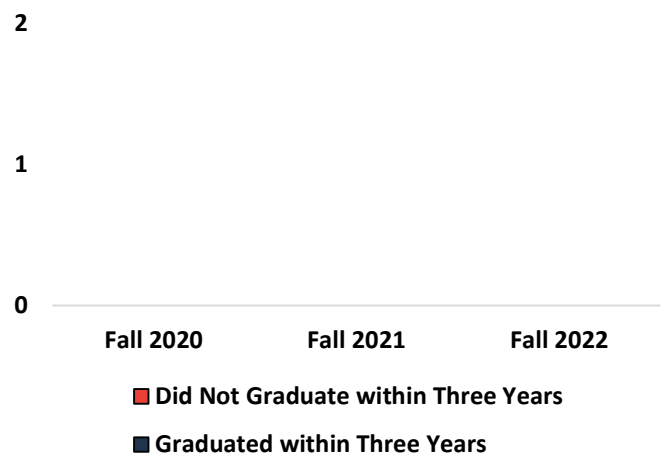 2
1
0
Fall 2020 Fall 2021 Fall 2022
Did Not Graduate within Three Years
Graduated within Three Years